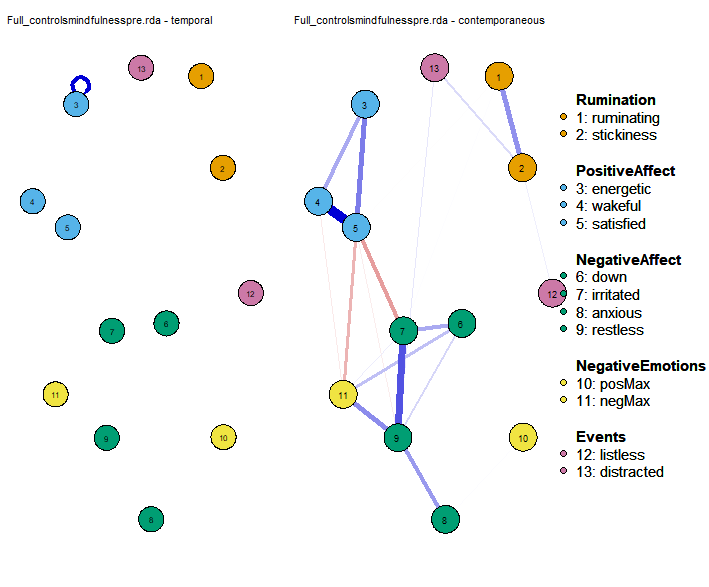 Full_controlsmindfulnesspre.rda - temporal
Full_controlsmindfulnesspre.rda - contemporaneous
13
1
3
2
4
5
12
6
7
11
9
10
8
13
1
3
2
4
5
12
7
6
11
9
10
8
Rumination
1: ruminating
2: stickiness
PositiveAffect
3: energetic
4: wakeful
5: satisfied
NegativeAffect
6: down
7: irritated
8: anxious
9: restless
NegativeEmotions
10: posMax
11: negMax
Events
12: listless
13: distracted